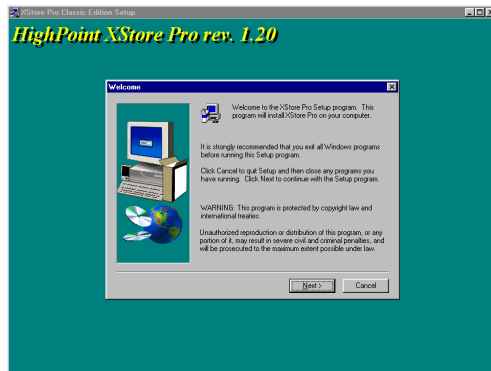 XStore Pro Classic Edition Setup
HighPoint XStore Pro rev. 1.20
Welcome
Welcome to the XStore Pro Setup program. This
program will install XStore Pro on your computer.
It is strongly recommended that you exit all Windows programs
before running this Setup program.
Click Cancel to quit Setup and then close any programs you
have running. Click Next to continue with the Setup program.
WARNING: This program is protected by copyright law and
international treaties.
Unauthorized reproduction or distribution of this program, or any
portion of it, may result in severe civil and criminal penalties, and
will be prosecuted to the maximum extent possible under law.
Next >
Cancel